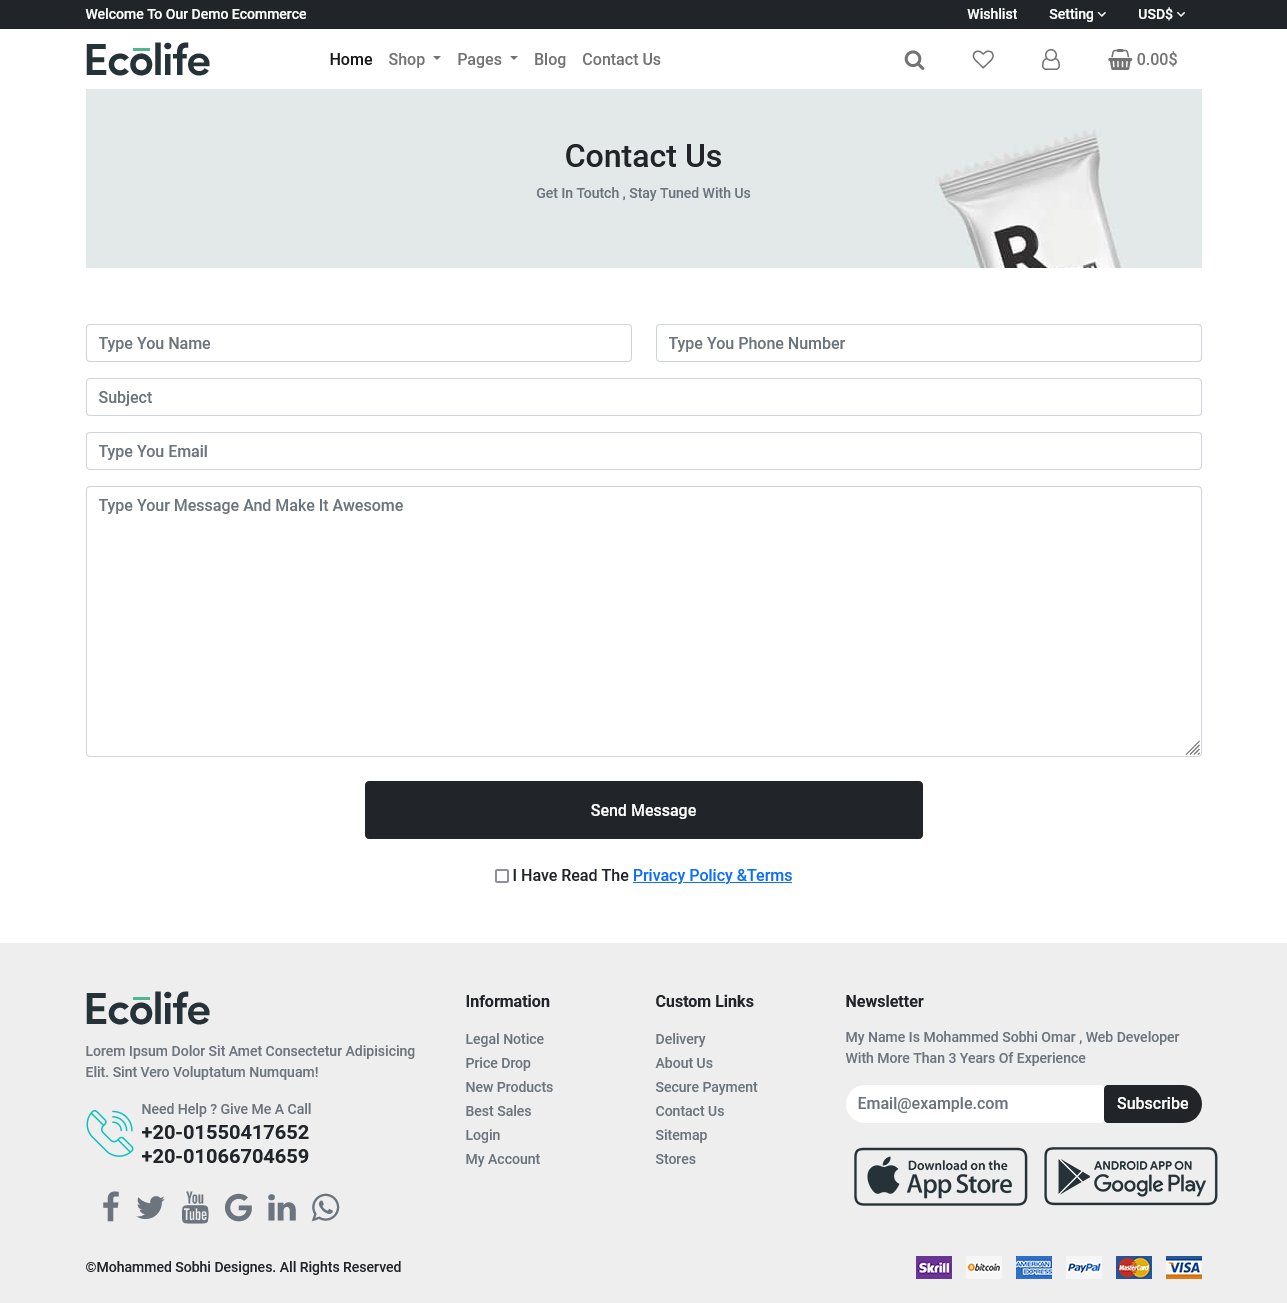 Welcome To Our Demo Ecommerce
Wishlist
Setting
USD$
Ecolife
Home
Shop
Pages
Blog
Contact Us
0.00$
Contact Us
Get In Toutch , Stay Tuned With Us
R
Type You Name
Type You Phone Number
Subject
Type You Email
Type Your Message And Make It Awesome
Send Message
I Have Read The Privacy Policy &Terms
Ecolife
Lorem Ipsum Dolor Sit Amet Consectetur Adipisicing
Elit. Sint Vero Voluptatum Numquam!
Need Help ? Give Me A Call
+20-01550417652
+20-01066704659
You
Tube
Information
Legal Notice
Price Drop
New Products
Best Sales
Login
My Account
Custom Links
Delivery
About Us
Secure Payment
Contact Us
Sitemap
Stores
Newsletter
My Name Is Mohammed Sobhi Omar , Web Developer
With More Than 3 Years Of Experience
Email@example.com
Subscribe
Download on the
App Store
ANDROID APP ON
Google Play
©Mohammed Sobhi Designes. All Rights Reserved
Skrill
bitcoin
AMERICAN
EXPRESS
PayPal
MasterCard
VISA